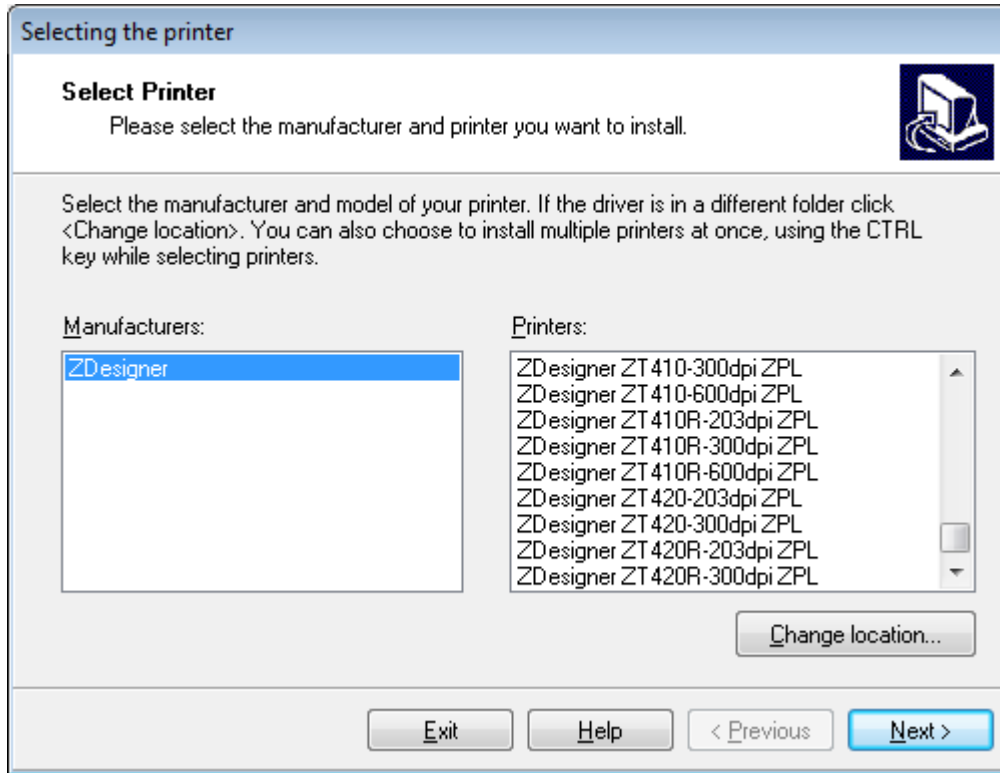 Selecting the printer
Select Printer
Please select the manufacturer and printer you want to install.
Select the manufacturer and model of your printer. If the driver is in a different folder click
<Change location>. You can also choose to install multiple printers at once, using the CTRL
key while selecting printers.
Manufacturers:
ZDesigner
Printers:
ZDesigner ZT410-300dpi ZPL
ZDesigner ZT410-600dpi ZPL
ZDesigner ZT410R-203dpi ZPL
ZDesigner ZT410R-300dpi ZPL
ZDesigner ZT410R-600dpi ZPL
ZDesigner ZT420-203dpi ZPL
ZDesigner ZT420-300dpi ZPL
ZDesigner ZT420R-203dpi ZPL
ZDesigner ZT420R-300dpi ZPL
Change location...
Exit
Help
< Previous
Next >